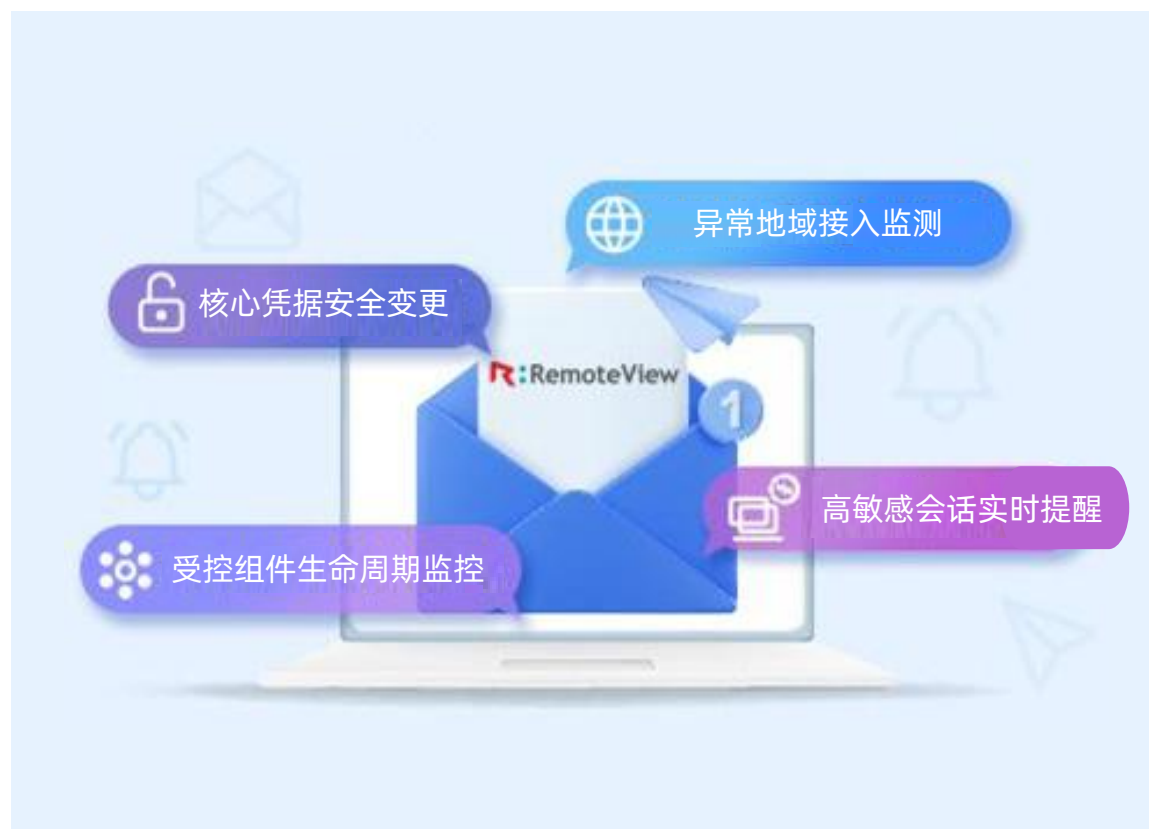 异常地域接入监测
核心凭据安全变更
R:RemoteView
1
高敏感会话实时提醒
受控组件生命周期监控